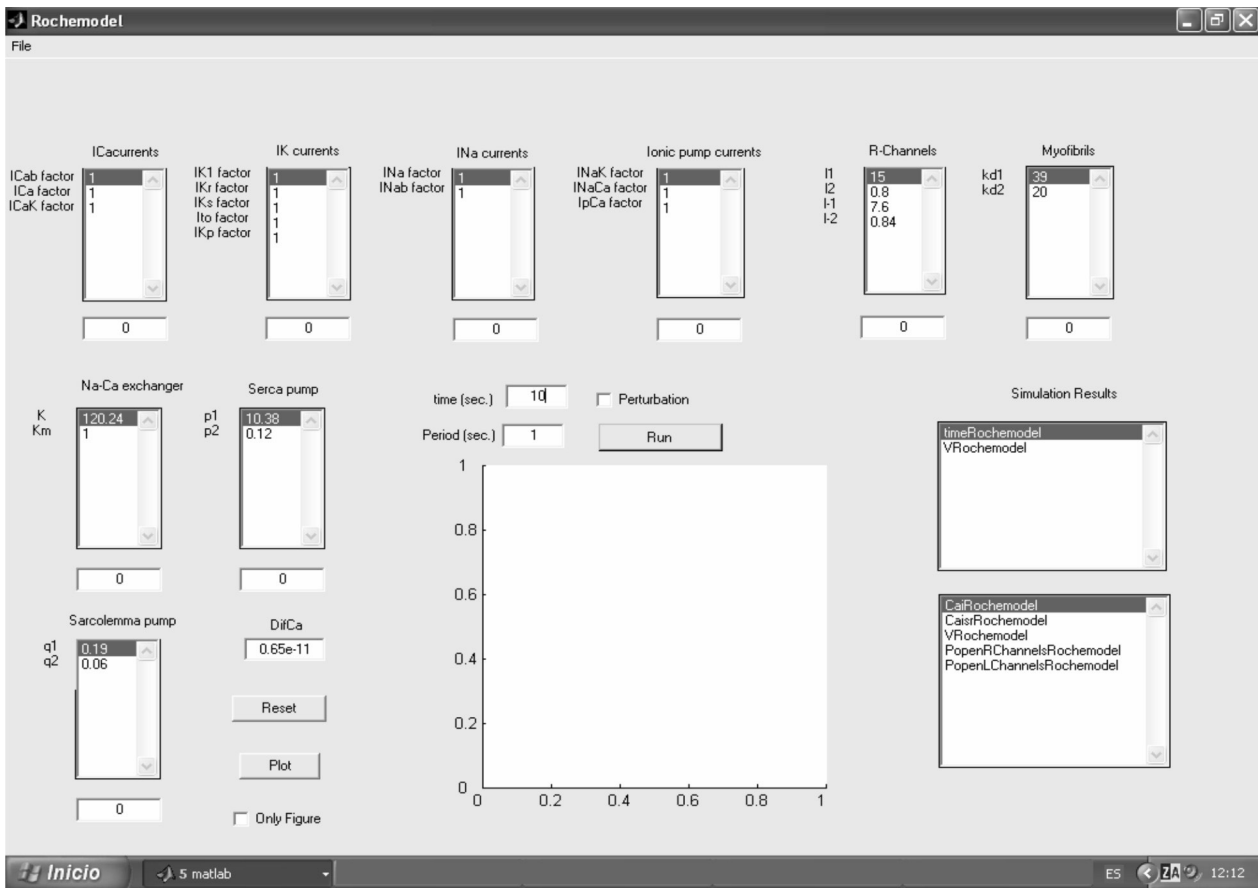 Rochemodel
File
ICacurrents
IK currents
INa currents
Ionic pump currents
R-Channels
Myofibrils
ICab factor
ICa factor
ICaK factor
1
1
1
0
IK1 factor
IKr factor
IKs factor
Ito factor
IKp factor
1
1
1
1
1
0
INa factor
INab factor
1
1
0
INaK factor
INaCa factor
IpCa factor
1
1
1
0
l1
l2
l-1
l-2
15
0.8
7.6
0.84
0
kd1
kd2
39
20
0
Na-Ca exchanger
K
Km
120.24
1
0
Serca pump
p1
p2
10.38
0.12
0
time (sec.)
10
Perturbation
Period (sec.)
1
Run
1
0.8
0.6
0.4
0.2
0
0
0.2
0.4
0.6
0.8
1
Simulation Results
timeRochemodel
VRochemodel
CaiRochemodel
CaisrRochemodel
VRochemodel
PopenRChannelsRochemodel
PopenLChannelsRochemodel
Sarcolemma pump
q1
q2
0.19
0.06
0
DifCa
0.65e-11
Reset
Plot
Only Figure
Inicio
5 matlab
ES
ZA
12:12